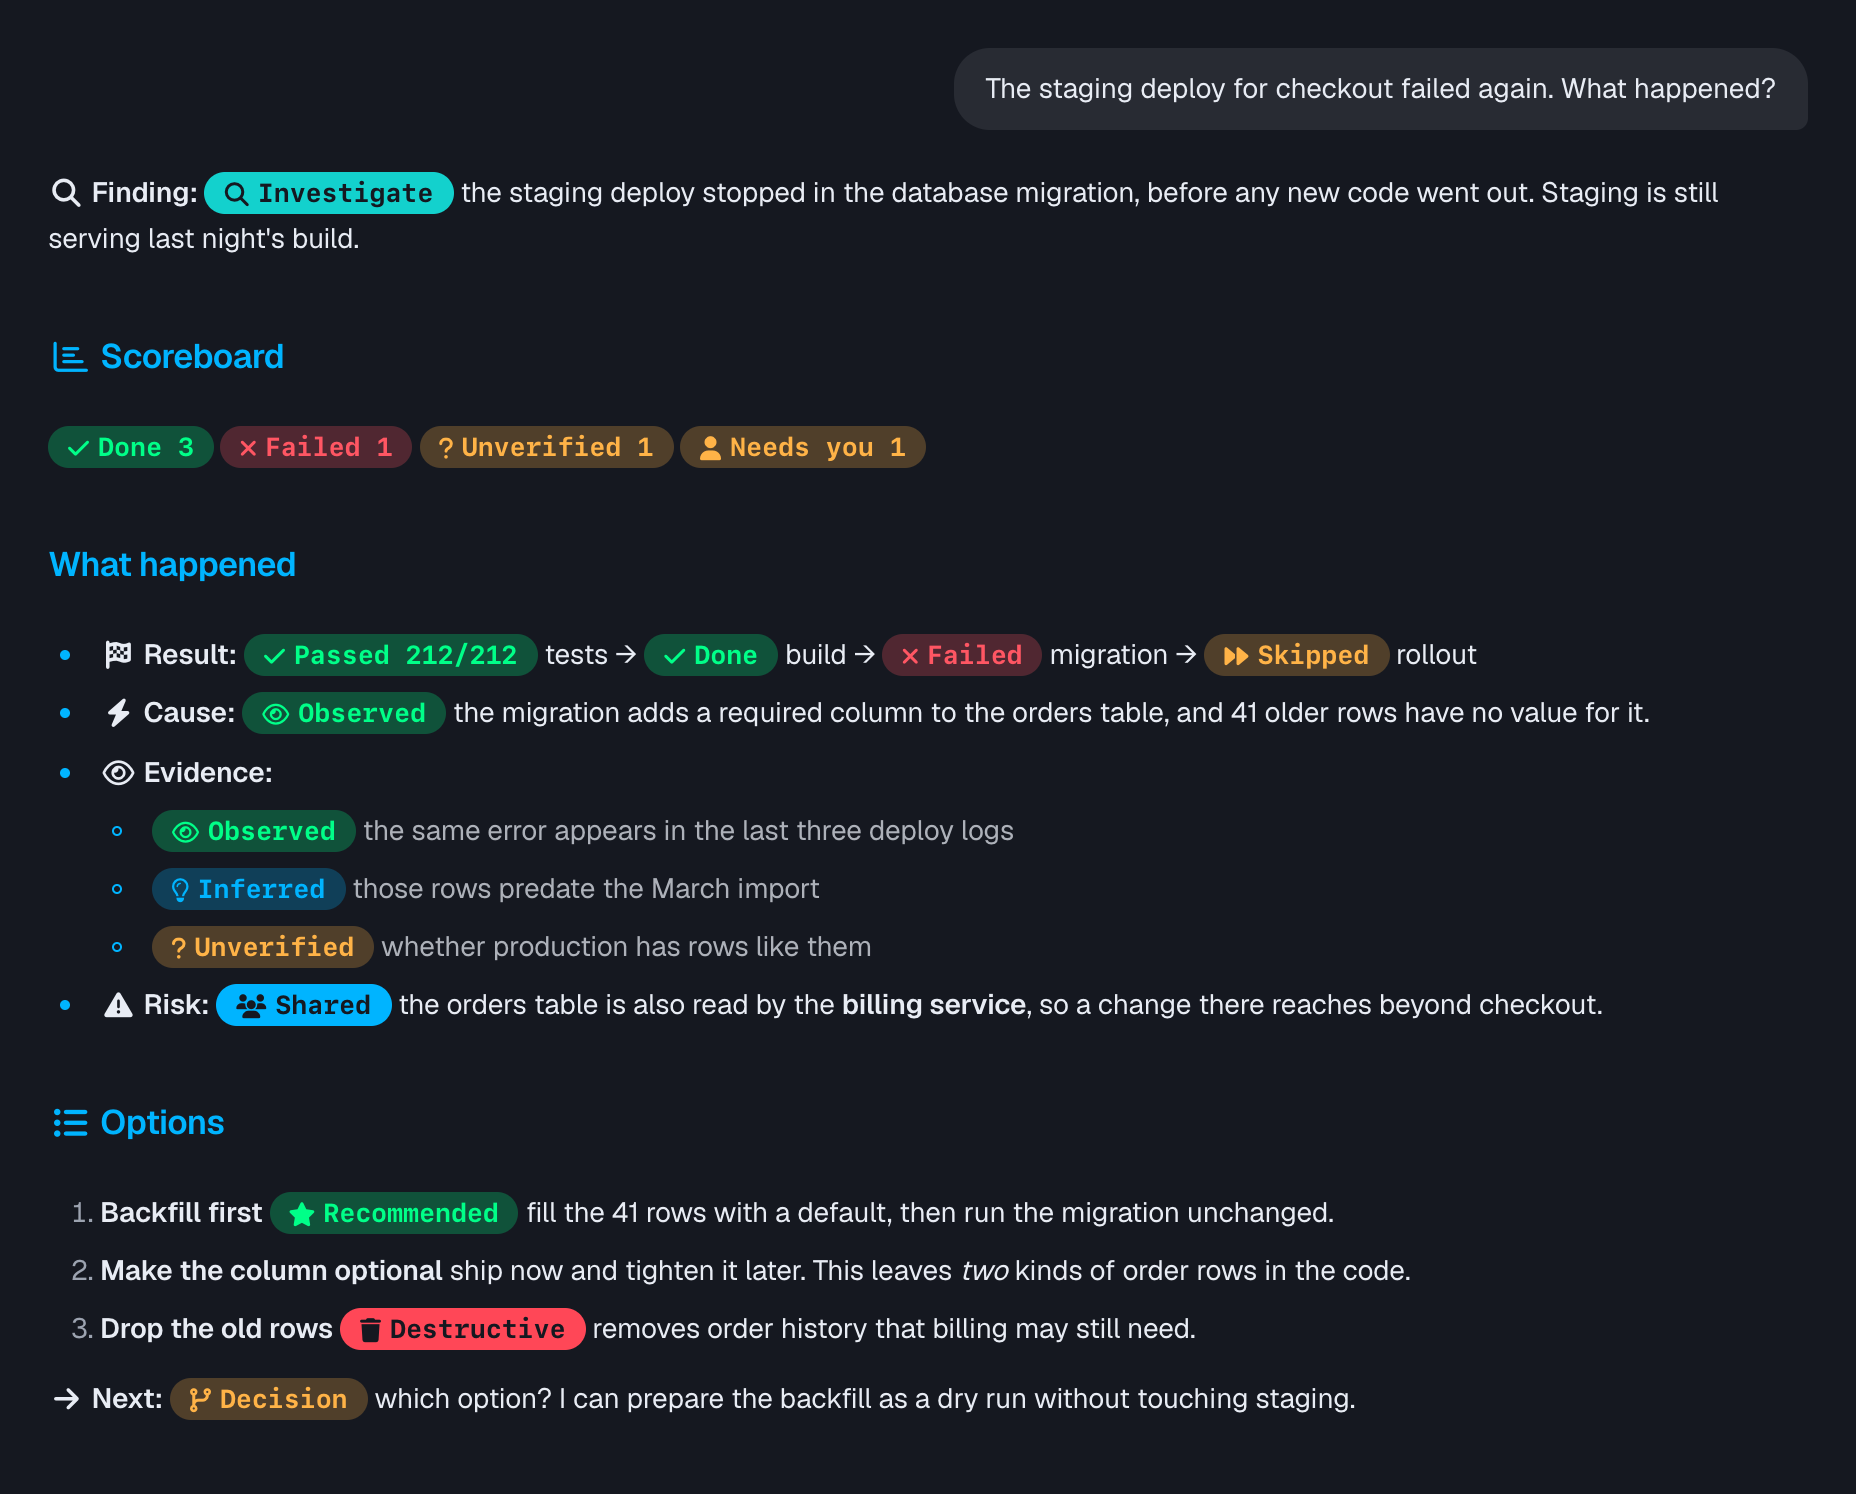 The staging deploy for checkout failed again. What happened?
Finding: Investigate the staging deploy stopped in the database migration, before any new code went out. Staging is still
serving last night's build.
Scoreboard
Done 3 Failed 1 ? Unverified 1 Needs you 1
What happened
Result: Passed 212/212 tests → Done build → Failed migration → Skipped rollout
Cause: Observed the migration adds a required column to the orders table, and 41 older rows have no value for it.
Evidence:
Observed the same error appears in the last three deploy logs
Inferred those rows predate the March import
? Unverified whether production has rows like them
Risk: Shared the orders table is also read by the billing service, so a change there reaches beyond checkout.
Options
1. Backfill first Recommended fill the 41 rows with a default, then run the migration unchanged.
2. Make the column optional ship now and tighten it later. This leaves two kinds of order rows in the code.
3. Drop the old rows Destructive removes order history that billing may still need.
→ Next: Decision which option? I can prepare the backfill as a dry run without touching staging.